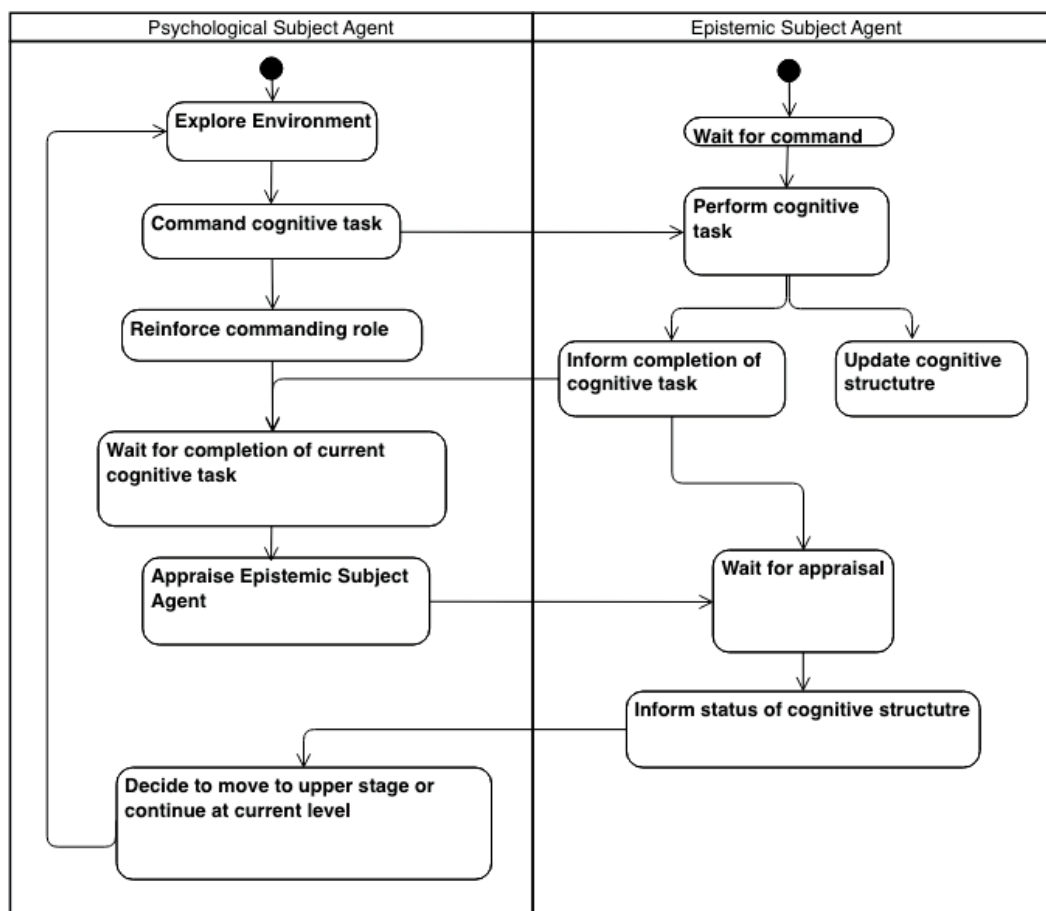 Psychological Subject Agent
Epistemic Subject Agent
Explore Environment
Wait for command
Command cognitive task
Perform cognitive
task
Reinforce commanding role
Inform completion of
cognitive task
Update cognitive
structutre
Wait for completion of current
cognitive task
Appraise Epistemic Subject
Agent
Wait for appraisal
Inform status of cognitive structutre
Decide to move to upper stage or
continue at current level